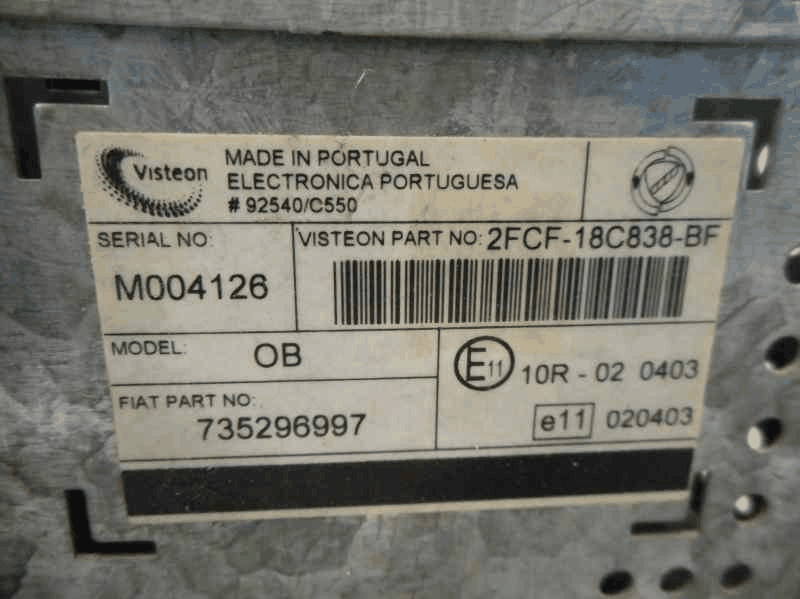 Visteon
MADE IN PORTUGAL
ELECTRONICA PORTUGUESA
# 92540/C550
SERIAL NO:
M004126
VISTEON PART NO: 2FCF-18C838-BF
MODEL: OB
FIAT PART NO:
735296997
E11 10R - 02 0403
e11 020403